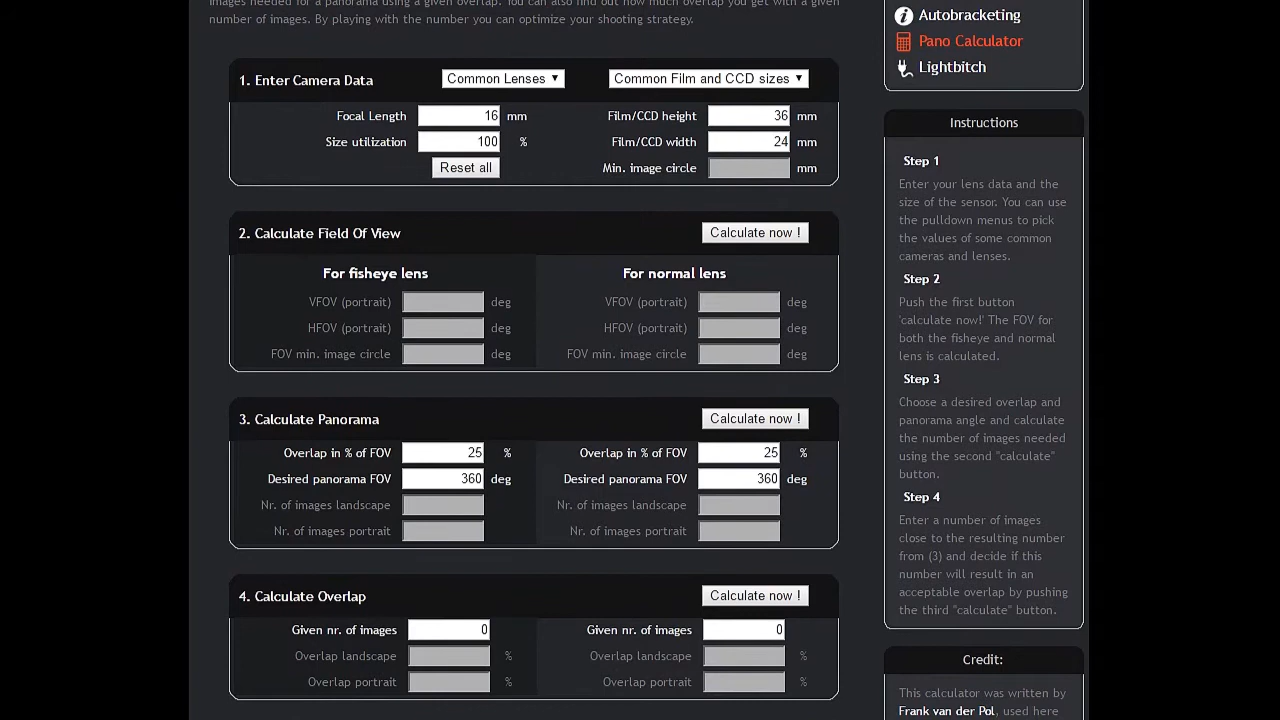 images needed for a panorama using a given overlap. You can also find out how much overlap you get with a given
number of images. By playing with the number you can optimize your shooting strategy.
1. Enter Camera Data Common Lenses ▼ Common Film and CCD sizes ▼
Focal Length 16 mm Film/CCD height 36 mm
Size utilization 100 % Film/CCD width 24 mm
Reset all Min. image circle mm
2. Calculate Field Of View Calculate now !
For fisheye lens For normal lens
VFOV (portrait) deg VFOV (portrait) deg
HFOV (portrait) deg HFOV (portrait) deg
FOV min. image circle deg FOV min. image circle deg
3. Calculate Panorama Calculate now !
Overlap in % of FOV 25 % Overlap in % of FOV 25 %
Desired panorama FOV 360 deg Desired panorama FOV 360 deg
Nr. of images landscape Nr. of images landscape
Nr. of images portrait Nr. of images portrait
4. Calculate Overlap Calculate now !
Given nr. of images 0 Given nr. of images 0
Overlap landscape % Overlap landscape %
Overlap portrait % Overlap portrait %
Autobracketing
Pano Calculator
Lightbitch
Instructions
Step 1
Enter your lens data and the
size of the sensor. You can use
the pulldown menus to pick
the values of some common
cameras and lenses.
Step 2
Push the first button
'calculate now!' The FOV for
both the fisheye and normal
lens is calculated.
Step 3
Choose a desired overlap and
panorama angle and calculate
the number of images needed
using the second "calculate"
button.
Step 4
Enter a number of images
close to the resulting number
from (3) and decide if this
number will result in an
acceptable overlap by pushing
the third "calculate" button.
Credit:
This calculator was written by
Frank van der Pol, used here